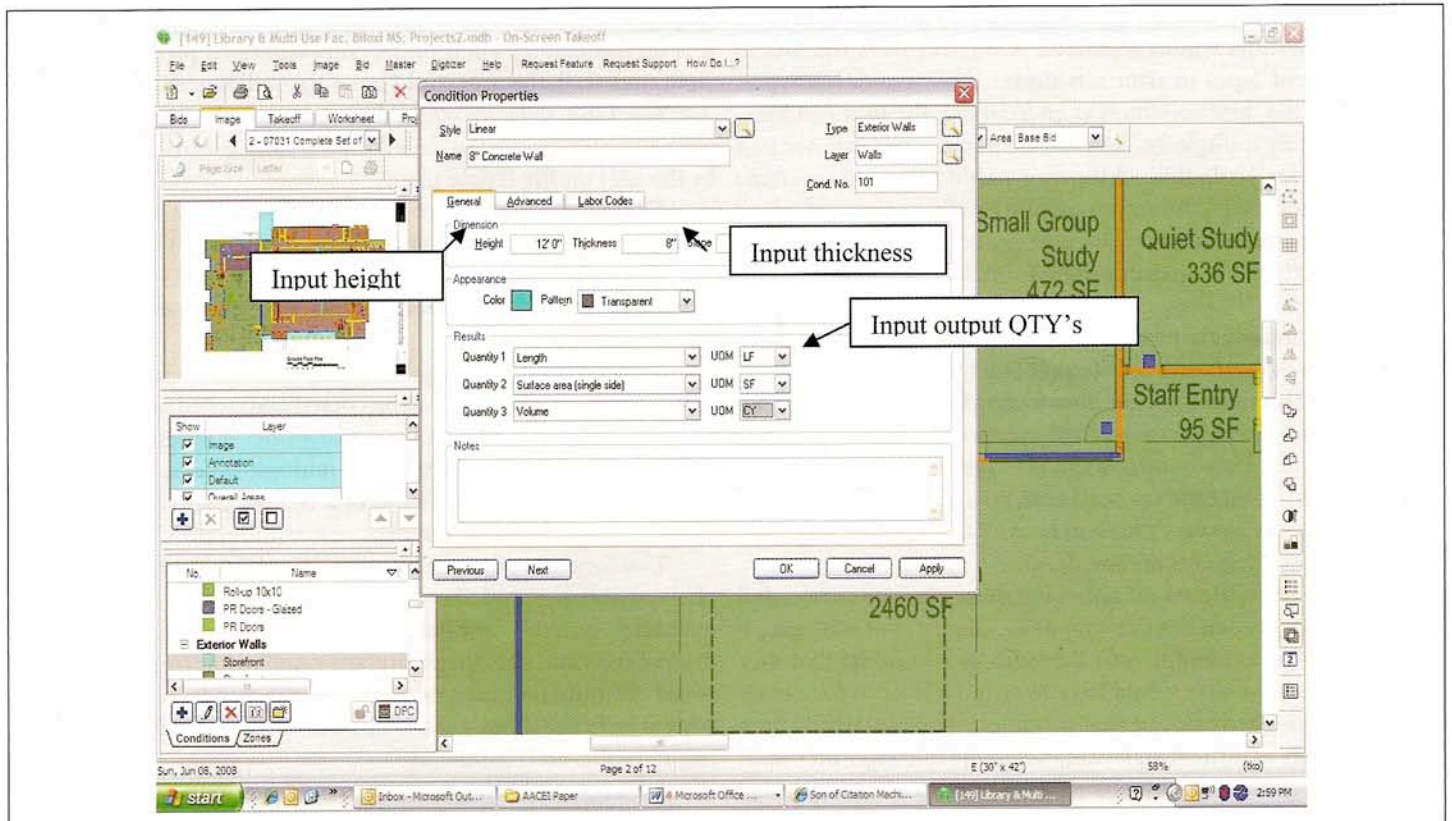 [149] Library & Multi Use Fac. Biloxi MS; Projects2.mdb - On-Screen Takeoff
File Edit View Tools Image Bid Master Digitizer Help Request Feature Request Support How Do I...?
Bids Image Takeoff Worksheet
2 - 07031 Complete Set of
Area Base Bid
Page Size Letter
Condition Properties
Style Linear
Type Exterior Walls
Name 8" Concrete Wall
Layer Walls
Cond. No. 101
General Advanced Labor Codes
Dimension
Height 12' 0" Thickness 8" Slope
Input height
Input thickness
Appearance
Color Pattern Transparent
Input output QTY's
Results
Quantity 1 Length UOM LF
Quantity 2 Surface area (single side) UOM SF
Quantity 3 Volume UOM CY
Notes
Previous Next OK Cancel Apply
Small Group
Study
472 SF
Quiet Study
336 SF
Staff Entry
95 SF
2460 SF
Ground Floor Plan
Show Layer
Image
Annotation
Default
Overall Areas
No. Name
Roll-up 10x10
PR Doors - Glazed
PR Doors
Exterior Walls
Storefront
DPC
Conditions Zones
Sun, Jun 08, 2008
Page 2 of 12
E (30" x 42")
58%
(tko)
start
Inbox - Microsoft Out...
AACEI Paper
4 Microsoft Office ...
Son of Citation Machi...
[149] Library & Multi ...
2:59 PM